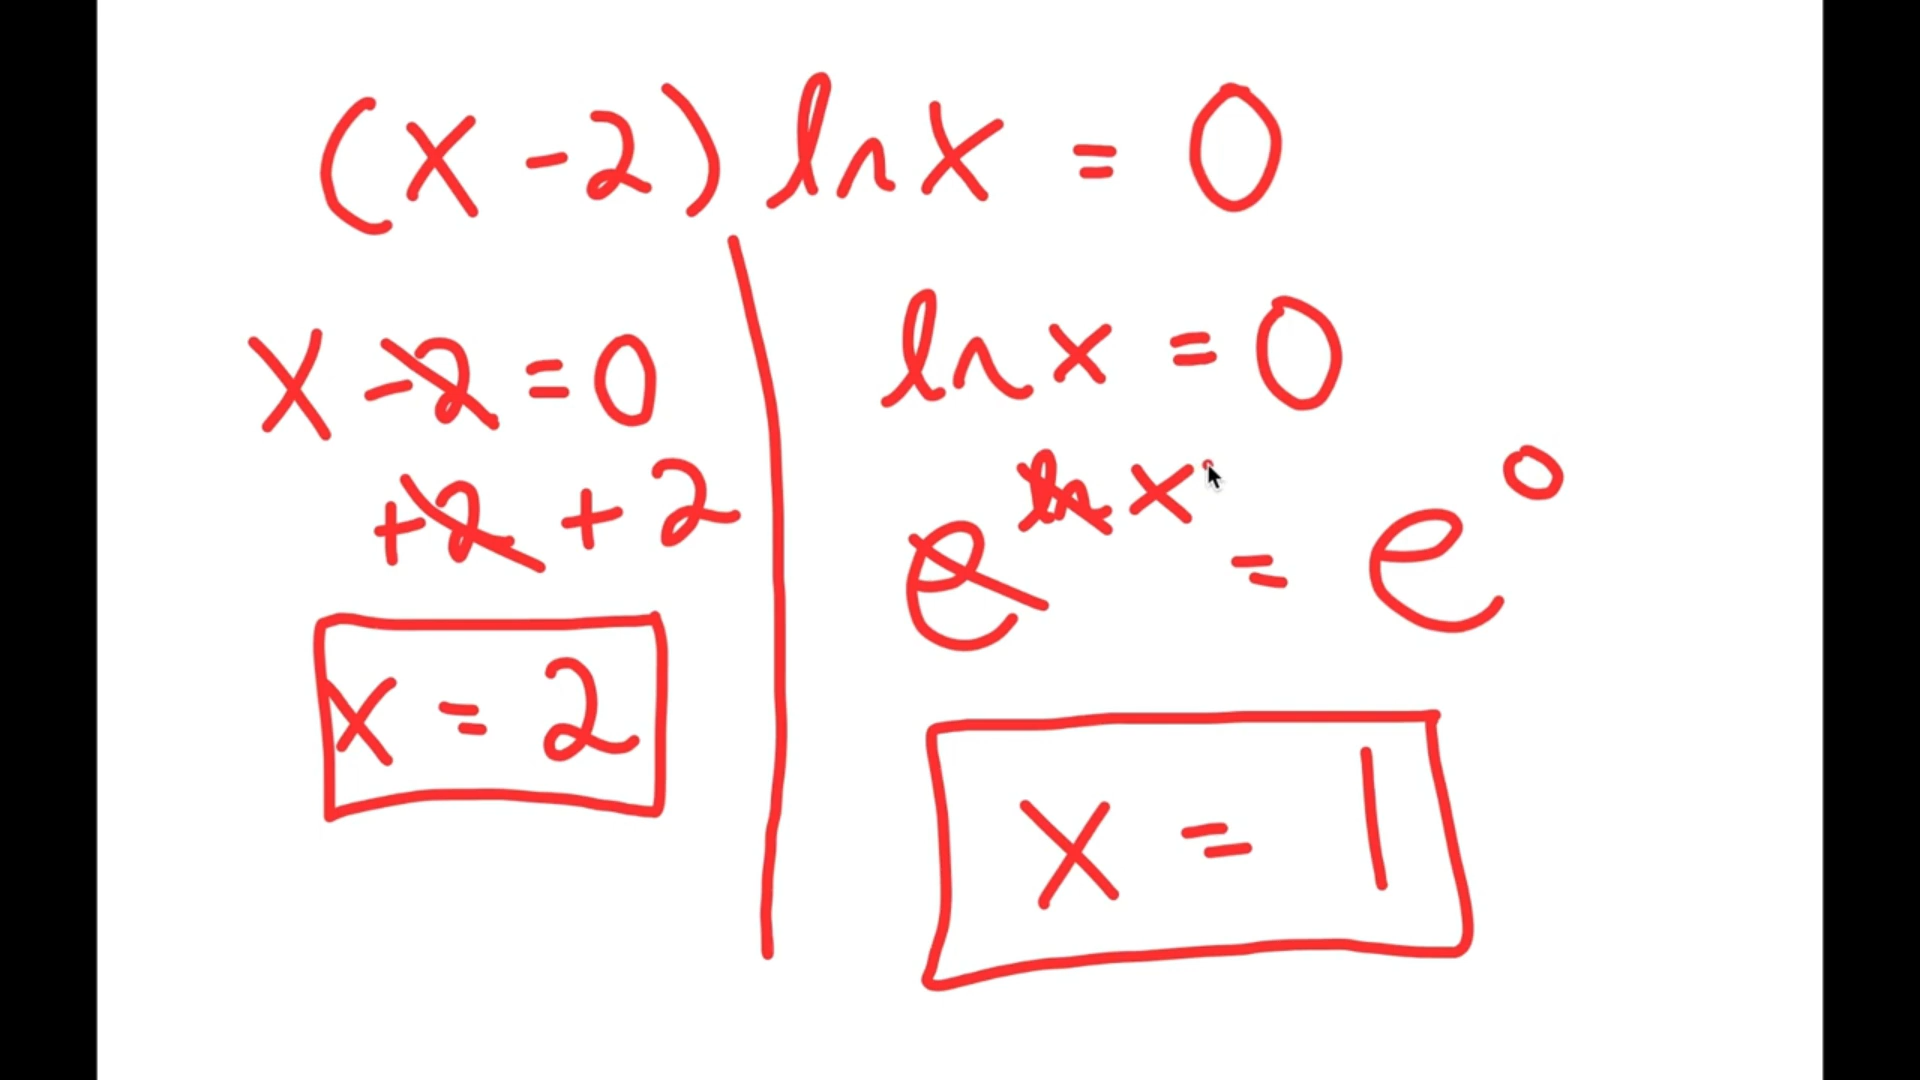 (x - 2) ln x = 0
x - 2 = 0
+ 2 + 2
x = 2
ln x = 0
e^{ln x} = e^0
x = 1